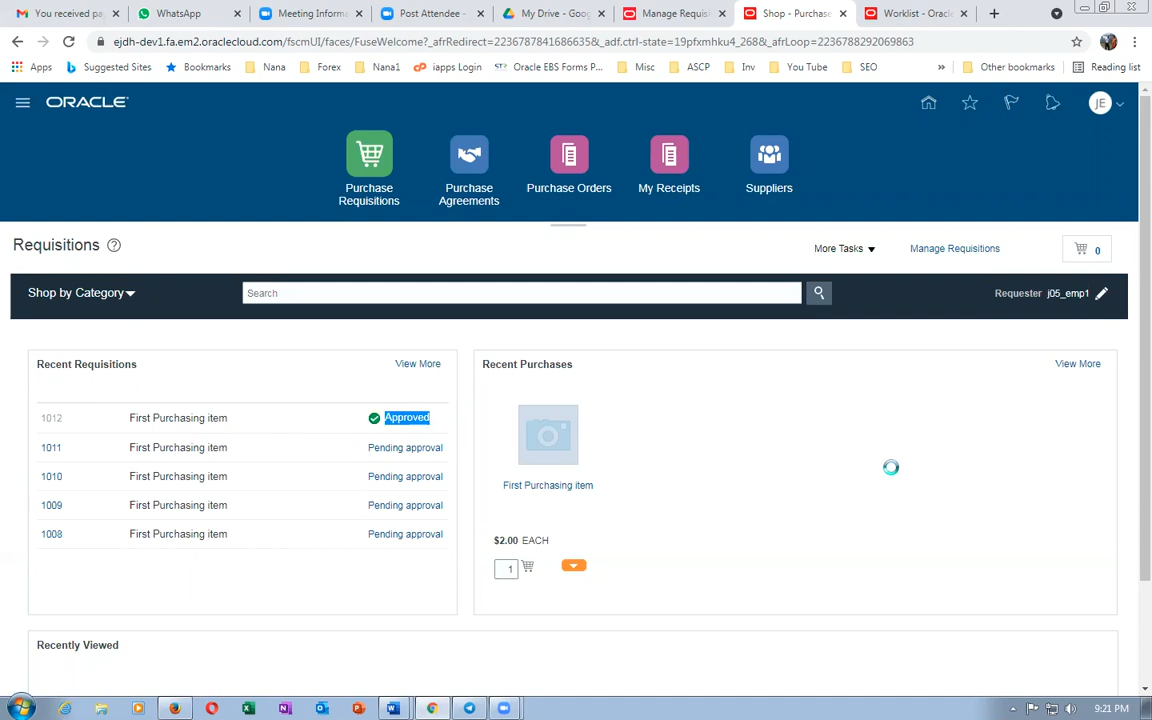 You received pa
WhatsApp
Meeting Informa
Post Attendee -
My Drive - Goog
Manage Requisi
Shop - Purchase
Worklist - Oracle
ejdh-dev1.fa.em2.oraclecloud.com/fscmUI/faces/FuseWelcome?_afrRedirect=22367878416866​35&_adf.ctrl-state=19pfxmhku4_268&_afrLoop=2236788292069863
Apps
Suggested Sites
Bookmarks
Nana
Forex
Nana1
iapps Login
Oracle EBS Forms P...
Misc
ASCP
Inv
You Tube
SEO
»
Other bookmarks
Reading list
ORACLE
JE
Purchase
Requisitions
Purchase
Agreements
Purchase Orders
My Receipts
Suppliers
Requisitions
More Tasks
Manage Requisitions
0
Shop by Category
Search
Requester j05_emp1
Recent Requisitions
View More
1012 First Purchasing item Approved
1011 First Purchasing item Pending approval
1010 First Purchasing item Pending approval
1009 First Purchasing item Pending approval
1008 First Purchasing item Pending approval
Recent Purchases
View More
First Purchasing item
$2.00 EACH
1
Recently Viewed
9:21 PM